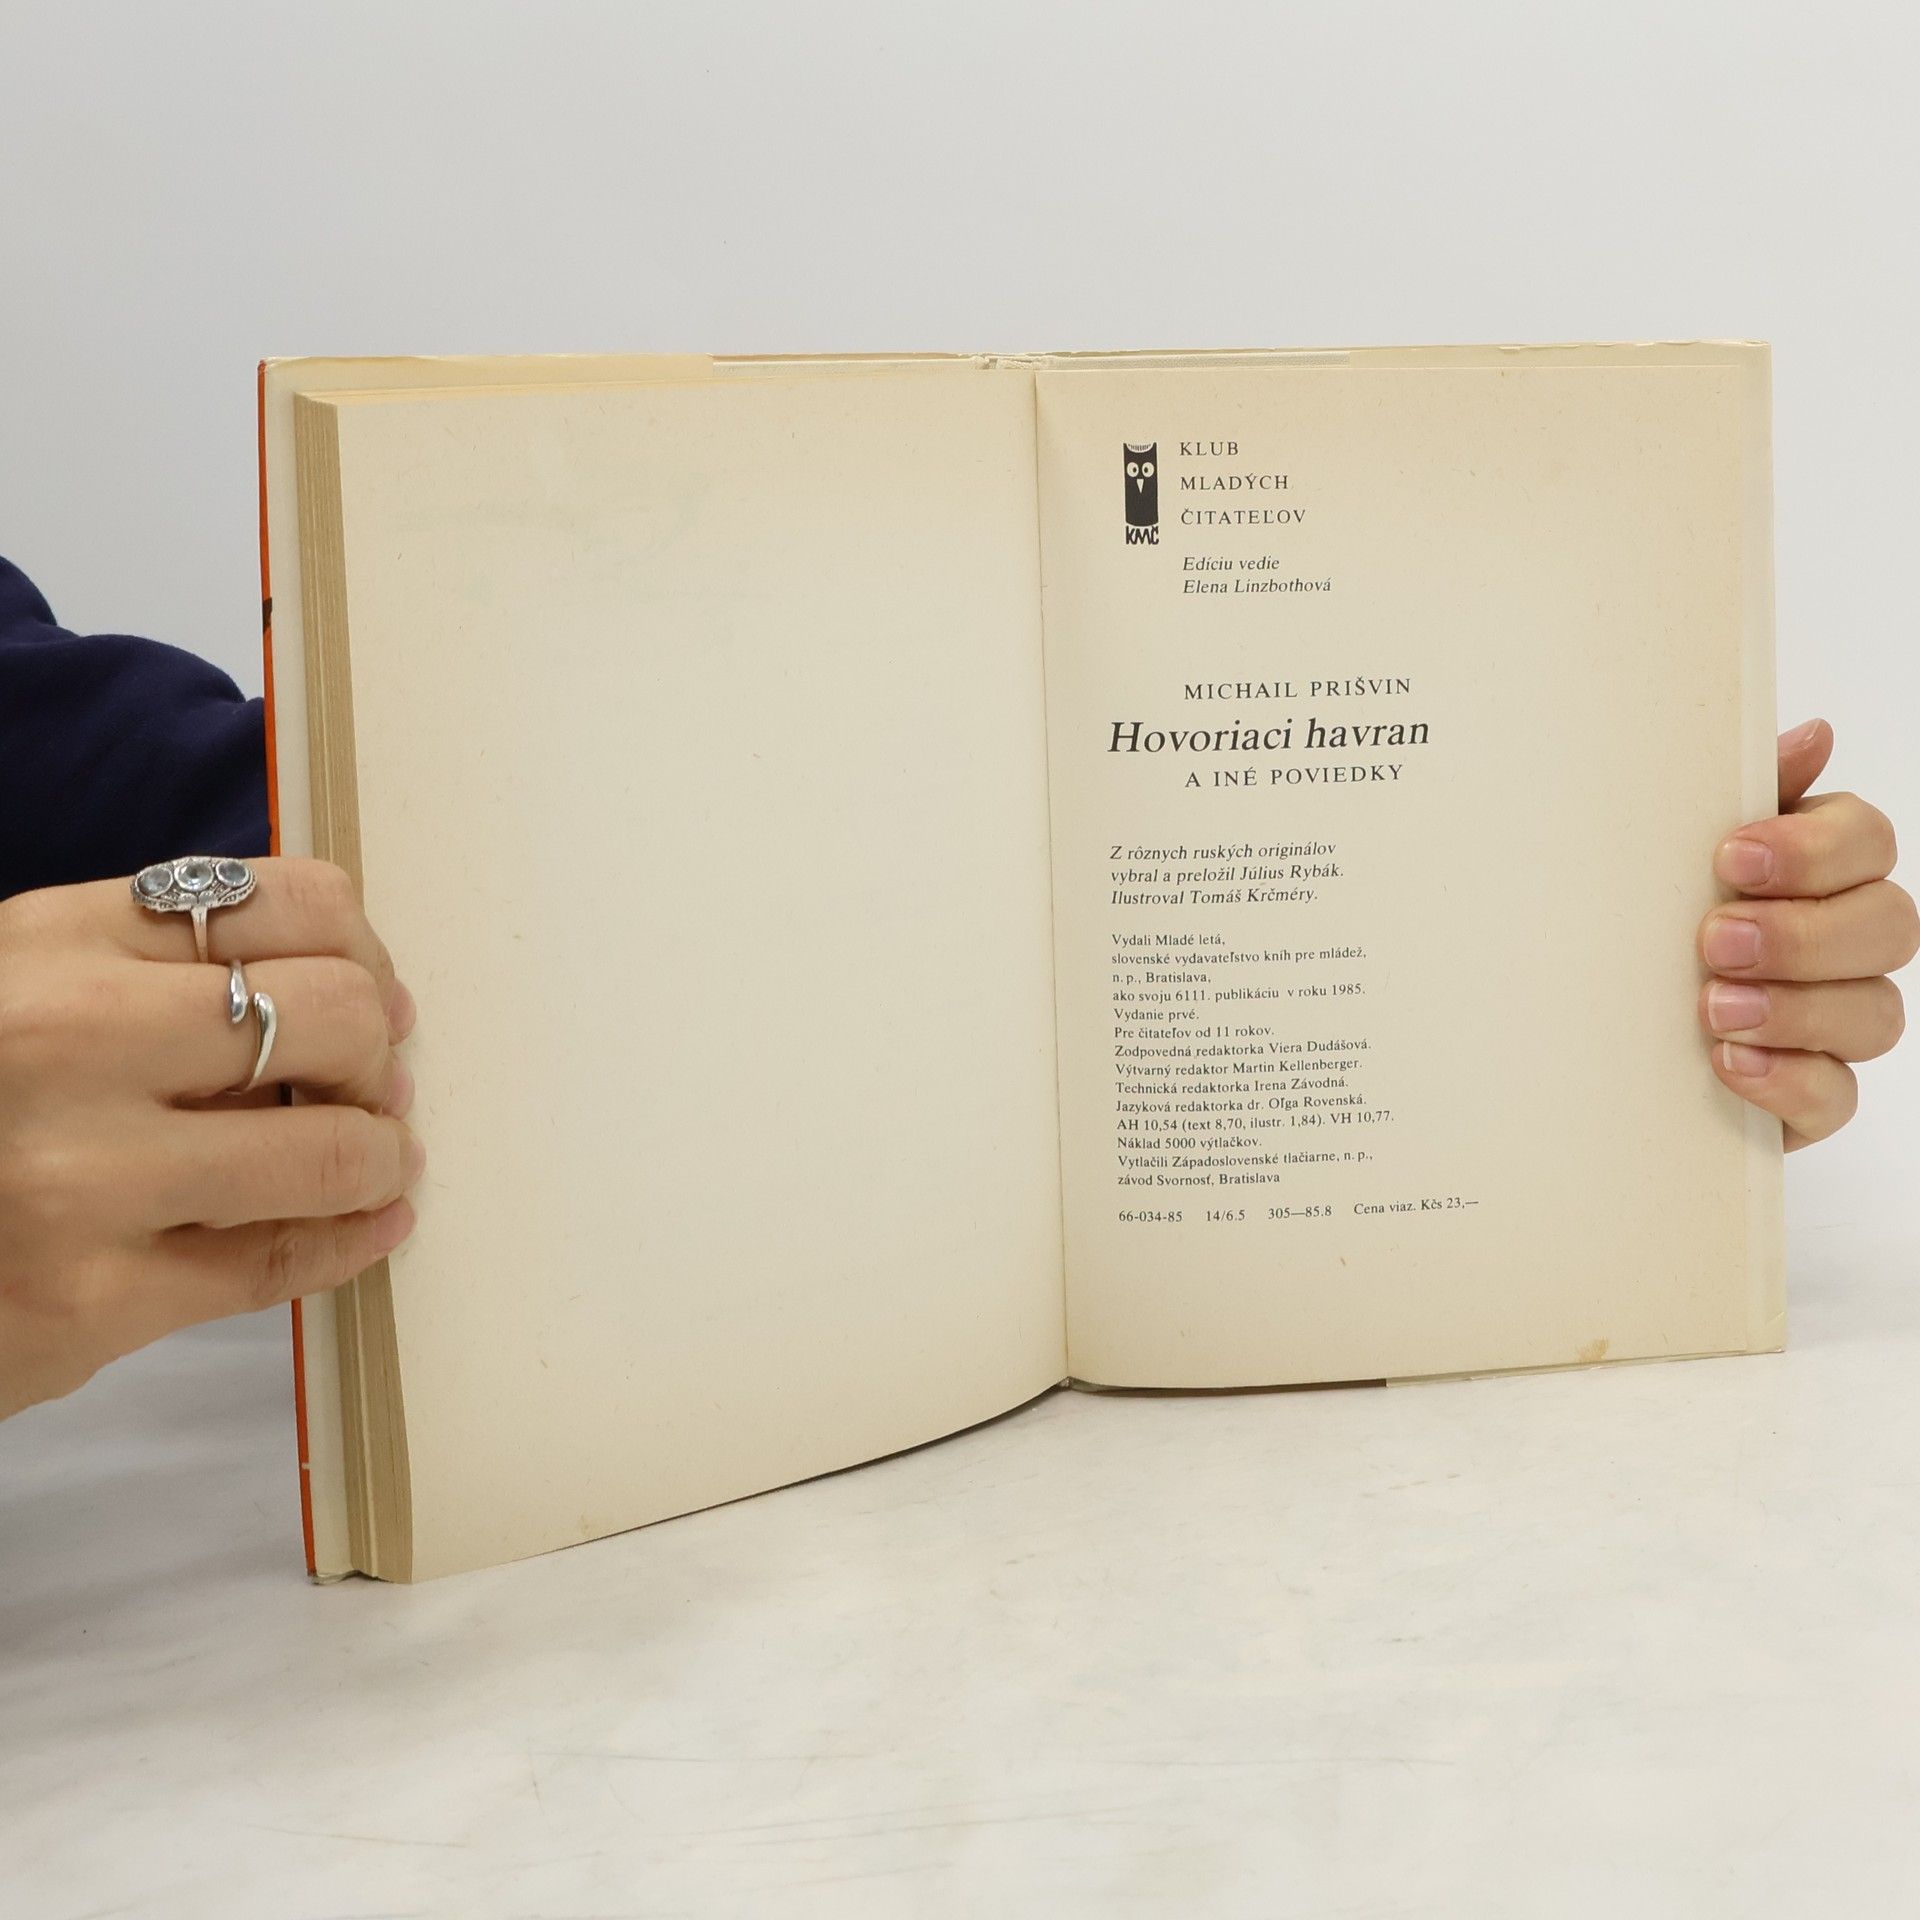 KLUB
MLADÝCH
ČITATEĽOV
KMČ
Edíciu vedie
Elena Linzbothová
MICHAIL PRIŠVIN
Hovoriaci havran
A INÉ POVIEDKY
Z rôznych ruských originálov
vybral a preložil Július Rybák.
Ilustroval Tomáš Krčméry.
Vydali Mladé letá,
slovenské vydavateľstvo kníh pre mládež,
n. p., Bratislava,
ako svoju 6111. publikáciu v roku 1985.
Vydanie prvé.
Pre čitateľov od 11 rokov.
Zodpovedná redaktorka Viera Dudášová.
Výtvarný redaktor Martin Kellenberger.
Technická redaktorka Irena Závodná.
Jazyková redaktorka dr. Oľga Rovenská.
AH 10,54 (text 8,70, ilustr. 1,84). VH 10,77.
Náklad 5000 výtlačkov.
Vytlačili Západoslovenské tlačiarne, n. p.,
závod Svornosť, Bratislava
66-034-85 14/6.5 305—85.8 Cena viaz. Kčs 23,—